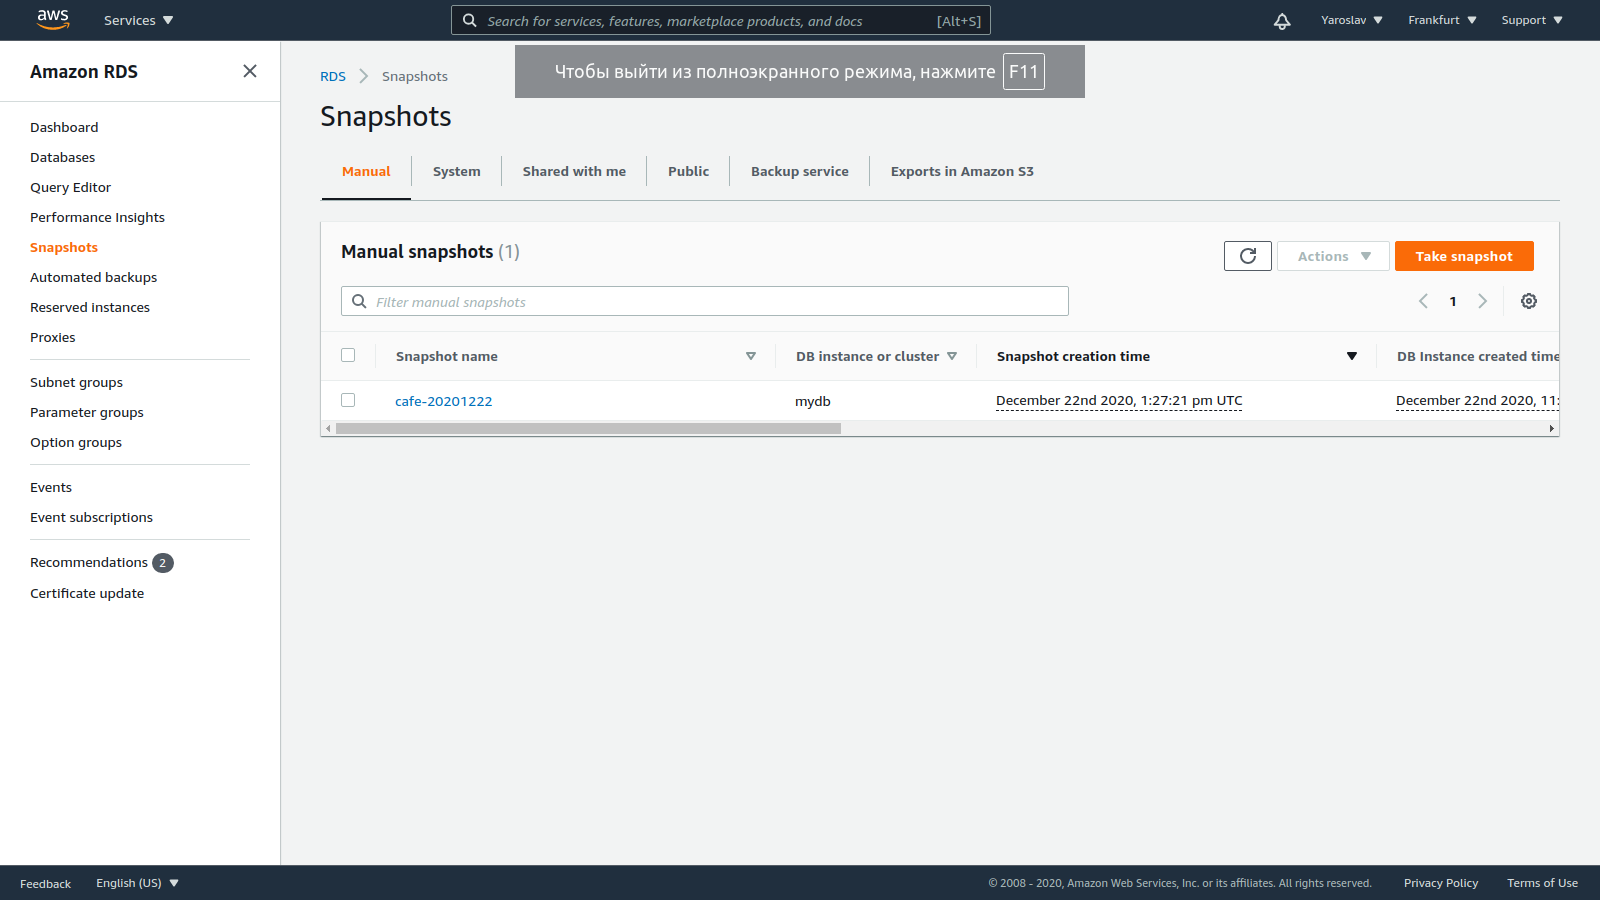 aws
Services
Search for services, features, marketplace products, and docs [Alt+S]
Yaroslav
Frankfurt
Support
Чтобы выйти из полноэкранного режима, нажмите F11
Amazon RDS
Dashboard
Databases
Query Editor
Performance Insights
Snapshots
Automated backups
Reserved instances
Proxies
Subnet groups
Parameter groups
Option groups
Events
Event subscriptions
Recommendations 2
Certificate update
RDS Snapshots
Snapshots
Manual System Shared with me Public Backup service Exports in Amazon S3
Manual snapshots (1)
Actions
Take snapshot
Filter manual snapshots
1
Snapshot name DB instance or cluster Snapshot creation time DB Instance created time
cafe-20201222 mydb December 22nd 2020, 1:27:21 pm UTC December 22nd 2020, 11:
Feedback English (US) © 2008 - 2020, Amazon Web Services, Inc. or its affiliates. All rights reserved. Privacy Policy Terms of Use